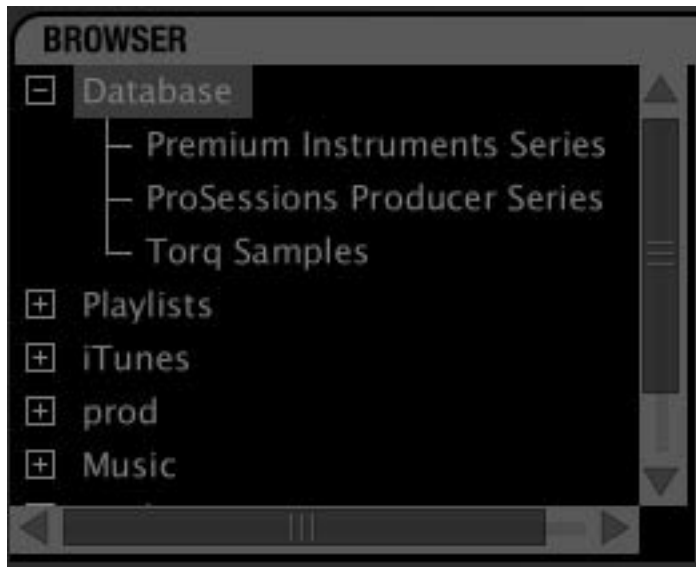 BROWSER
Database
Premium Instruments Series
ProSessions Producer Series
Torq Samples
Playlists
iTunes
prod
Music